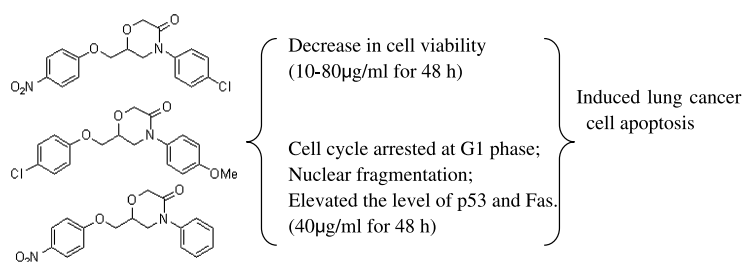 O
O
O
N
O₂N
Cl
Decrease in cell viability
(10-80µg/ml for 48 h)
O
O
O
N
Cl
OMe
Cell cycle arrested at G1 phase;
Nuclear fragmentation;
Elevated the level of p53 and Fas.
(40µg/ml for 48 h)
O
O
O
N
O₂N
Induced lung cancer
cell apoptosis